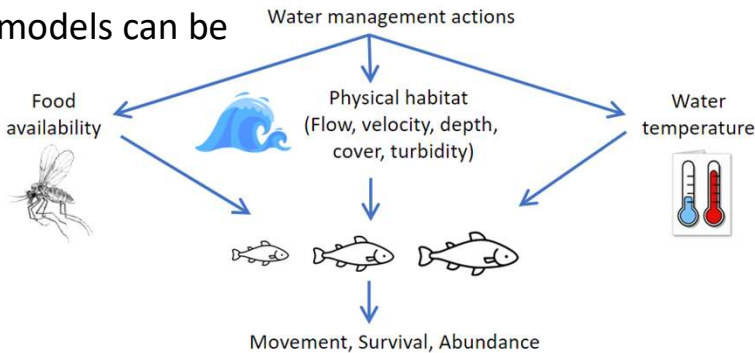 models can be
Water management actions
Food
availability
Physical habitat
(Flow, velocity, depth,
cover, turbidity)
Water
temperature
Movement, Survival, Abundance